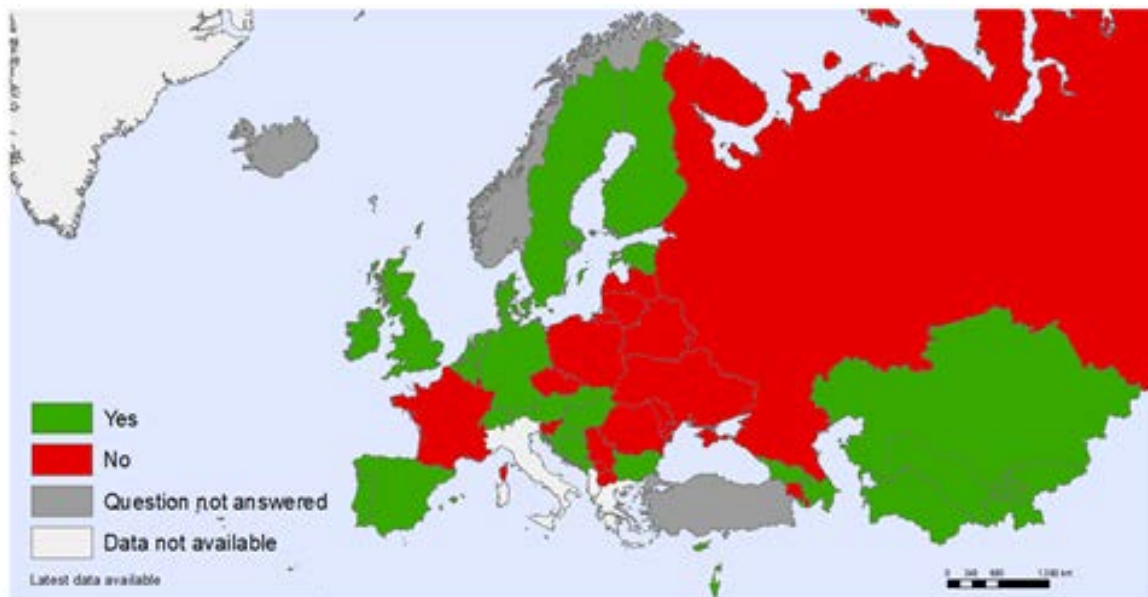 Yes
No
Question not answered
Data not available
Latest data available